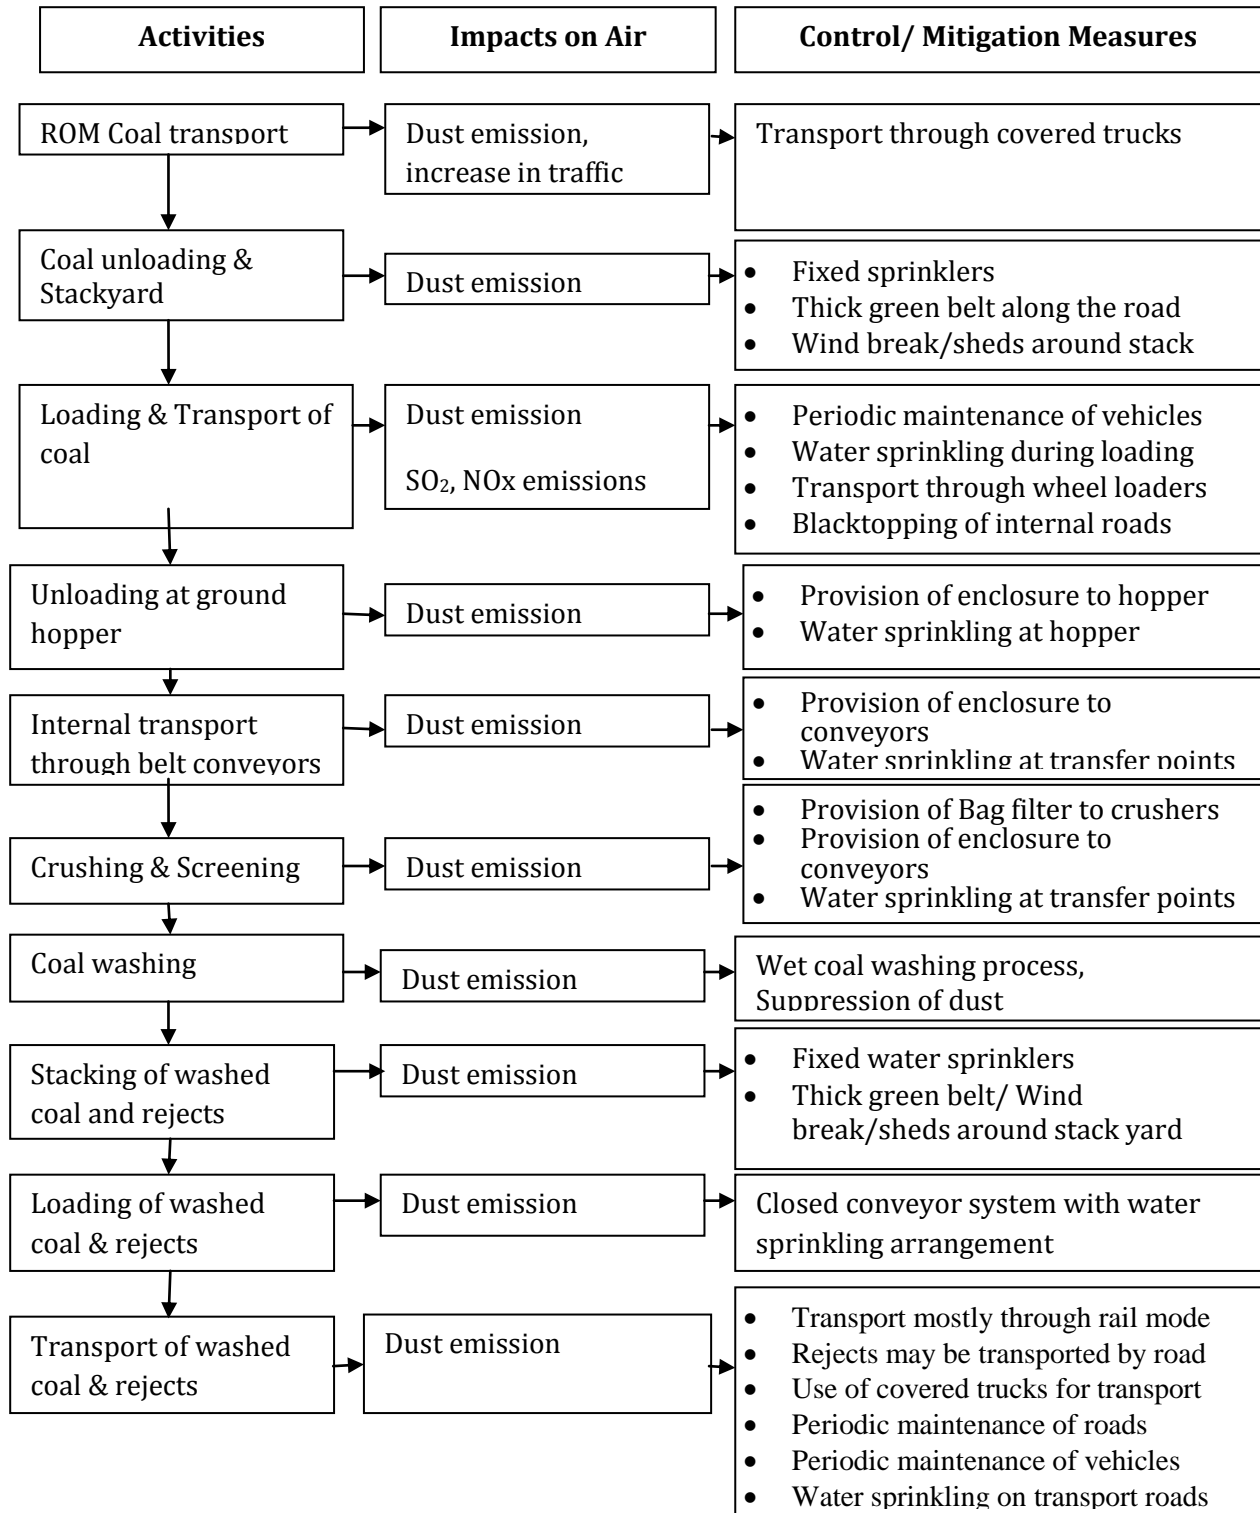 Activities
Impacts on Air
Control/ Mitigation Measures
ROM Coal transport
Dust emission,
increase in traffic
Transport through covered trucks
Coal unloading &
Stackyard
Dust emission
• Fixed sprinklers
• Thick green belt along the road
• Wind break/sheds around stack
Loading & Transport of
coal
Dust emission
SO₂, NOx emissions
• Periodic maintenance of vehicles
• Water sprinkling during loading
• Transport through wheel loaders
• Blacktopping of internal roads
Unloading at ground
hopper
Dust emission
• Provision of enclosure to hopper
• Water sprinkling at hopper
Internal transport
through belt conveyors
Dust emission
• Provision of enclosure to
conveyors
• Water sprinkling at transfer points
Crushing & Screening
Dust emission
• Provision of Bag filter to crushers
• Provision of enclosure to
conveyors
• Water sprinkling at transfer points
Coal washing
Dust emission
Wet coal washing process,
Suppression of dust
Stacking of washed
coal and rejects
Dust emission
• Fixed water sprinklers
• Thick green belt/ Wind
break/sheds around stack yard
Loading of washed
coal & rejects
Dust emission
Closed conveyor system with water
sprinkling arrangement
Transport of washed
coal & rejects
Dust emission
• Transport mostly through rail mode
• Rejects may be transported by road
• Use of covered trucks for transport
• Periodic maintenance of roads
• Periodic maintenance of vehicles
• Water sprinkling on transport roads